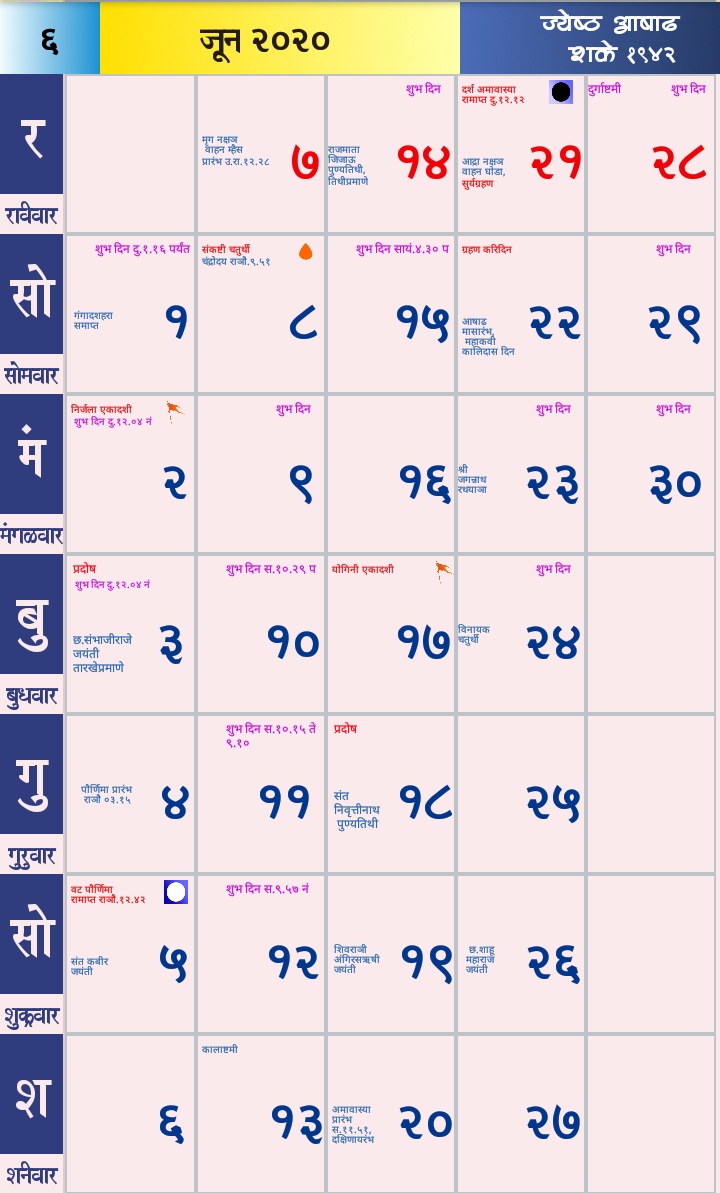 ६
जून २०२०
ज्येष्ठ आषाढ
शके १९४२
र
रविवार
मृग नक्षत्र
वाहन म्हैस
प्रारंभ उ.रा.१२.२८
७
शुभ दिन
राजमाता
जिजाऊ
पुण्यतिथी,
तिथीप्रमाणे
१४
दर्श अमावास्या
समाप्त दु.१२.१२
आद्रा नक्षत्र
वाहन घोडा,
सुर्यग्रहण
२१
दुर्गाष्टमी
शुभ दिन
२८
सो
सोमवार
शुभ दिन दु.१.१६ पर्यंत
गंगादशहरा
समाप्त
१
संकष्टी चतुर्थी
चंद्रोदय रात्रौ.९.५१
८
शुभ दिन सायं.४.३० प
१५
ग्रहण करिदिन
आषाढ
मासारंभ,
महाकवी
कालिदास दिन
२२
शुभ दिन
२९
मं
मंगळवार
निर्जला एकादशी
शुभ दिन दु.१२.०४ नं
२
शुभ दिन
९
१६
शुभ दिन
श्री
जगन्नाथ
रथयात्रा
२३
शुभ दिन
३०
बु
बुधवार
प्रदोष
शुभ दिन दु.१२.०४ नं
छ.संभाजीराजे
जयंती
तारखेप्रमाणे
३
शुभ दिन स.१०.२९ प
१०
योगिनी एकादशी
१७
शुभ दिन
विनायक
चतुर्थी
२४
गु
गुरुवार
पौर्णिमा प्रारंभ
रात्रौ ०३.१५
४
शुभ दिन स.१०.१५ ते
९.१०
११
प्रदोष
संत
निवृत्तीनाथ
पुण्यतिथी
१८
२५
सो
शुक्रवार
वट पौर्णिमा
समाप्त रात्रौ.१२.४२
संत कबीर
जयंती
५
शुभ दिन स.९.५७ नं
१२
शिवरात्री
अंगिरसऋषी
जयंती
१९
छ.शाहू
महाराज
जयंती
२६
श
शनिवार
६
कालाष्टमी
१३
अमावास्या
प्रारंभ
स.११.५१,
दक्षिणायरंभ
२०
२७